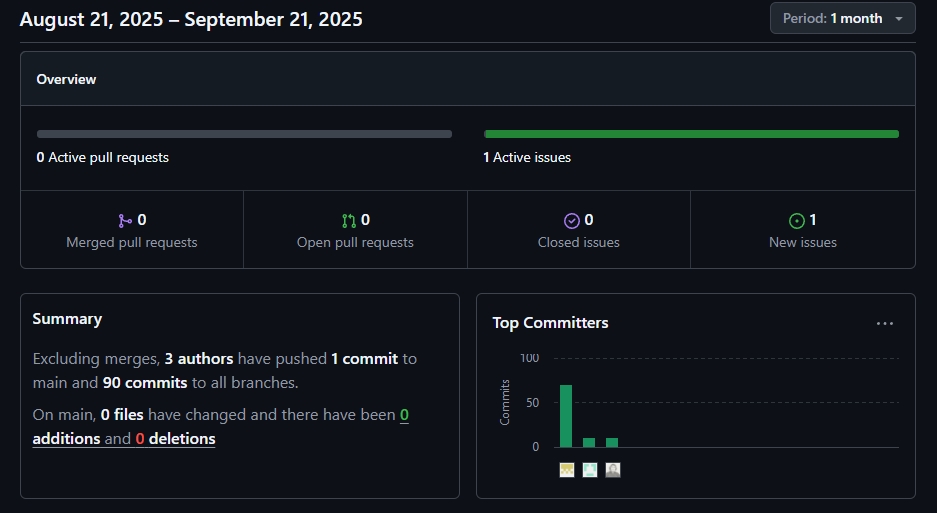 August 21, 2025 – September 21, 2025
Period: 1 month
Overview
0 Active pull requests
1 Active issues
0
Merged pull requests
0
Open pull requests
0
Closed issues
1
New issues
Summary
Excluding merges, 3 authors have pushed 1 commit to
main and 90 commits to all branches.
On main, 0 files have changed and there have been 0
additions and 0 deletions
Top Committers
Commits
100
50
0